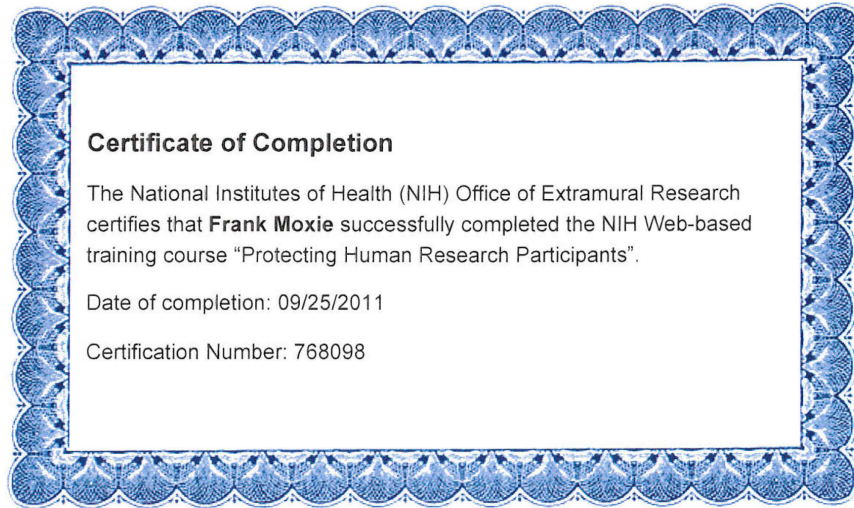 Certificate of Completion
The National Institutes of Health (NIH) Office of Extramural Research
certifies that Frank Moxie successfully completed the NIH Web-based
training course “Protecting Human Research Participants”.
Date of completion: 09/25/2011
Certification Number: 768098